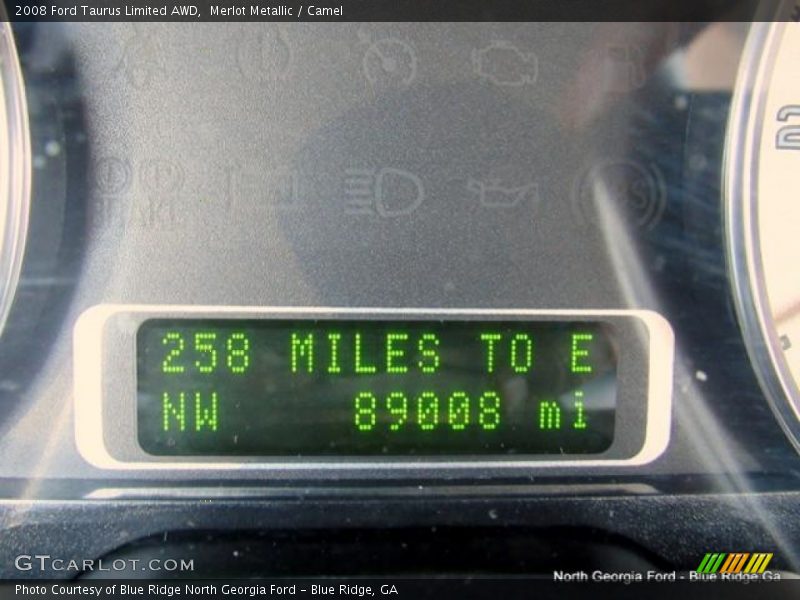 2008 Ford Taurus Limited AWD,  Merlot Metallic / Camel
258 MILES TO E
NW 89008 mi
GTCARLOT.COM
North Georgia Ford - Blue Ridge, Ga
Photo Courtesy of Blue Ridge North Georgia Ford – Blue Ridge, GA